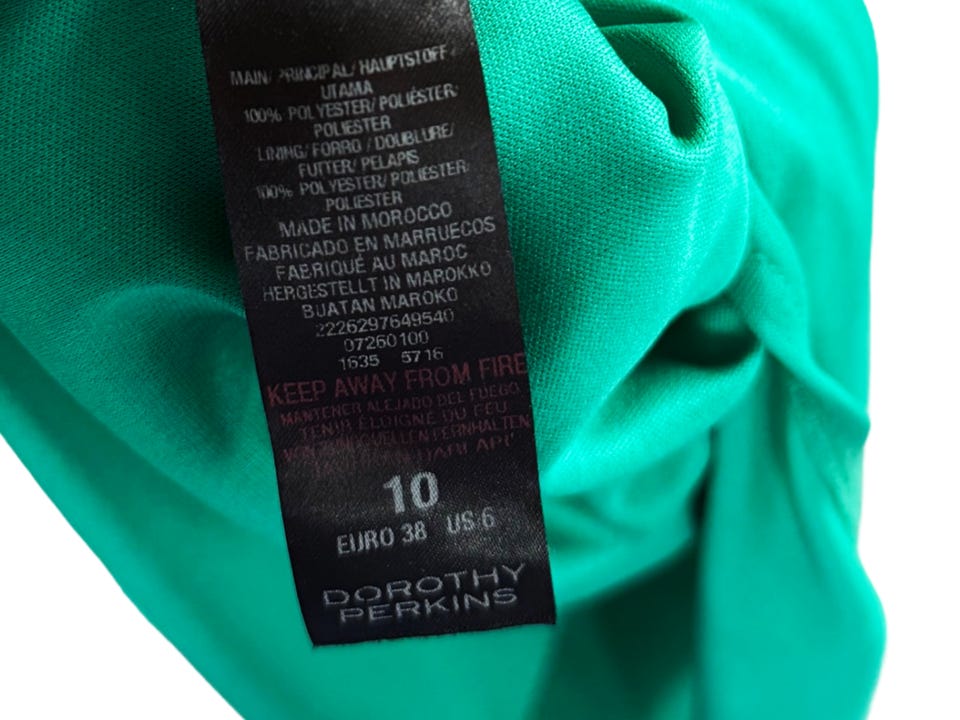 MAIN/ PRINCIPAL/ HAUPTSTOFF
UTAMA
100% POLYESTER/ POLIÉSTER
POLIESTER
LINING/ FORRO / DOUBLURE/
FUTTER/ PELAPIS
100% POLYESTER/ POLIESTER
POLIESTER
MADE IN MOROCCO
FABRICADO EN MARRUECOS
FABRIQUÉ AU MAROC
HERGESTELLT IN MAROKKO
BUATAN MAROKO
2226297649540
07260100
1635 5716
KEEP AWAY FROM FIRE
MANTENER ALEJADO DEL FUEGO
TENIR ÉLOIGNÉ DU FEU
FERNHALTEN
10
EURO 38 US 6
DOROTHY
PERKINS